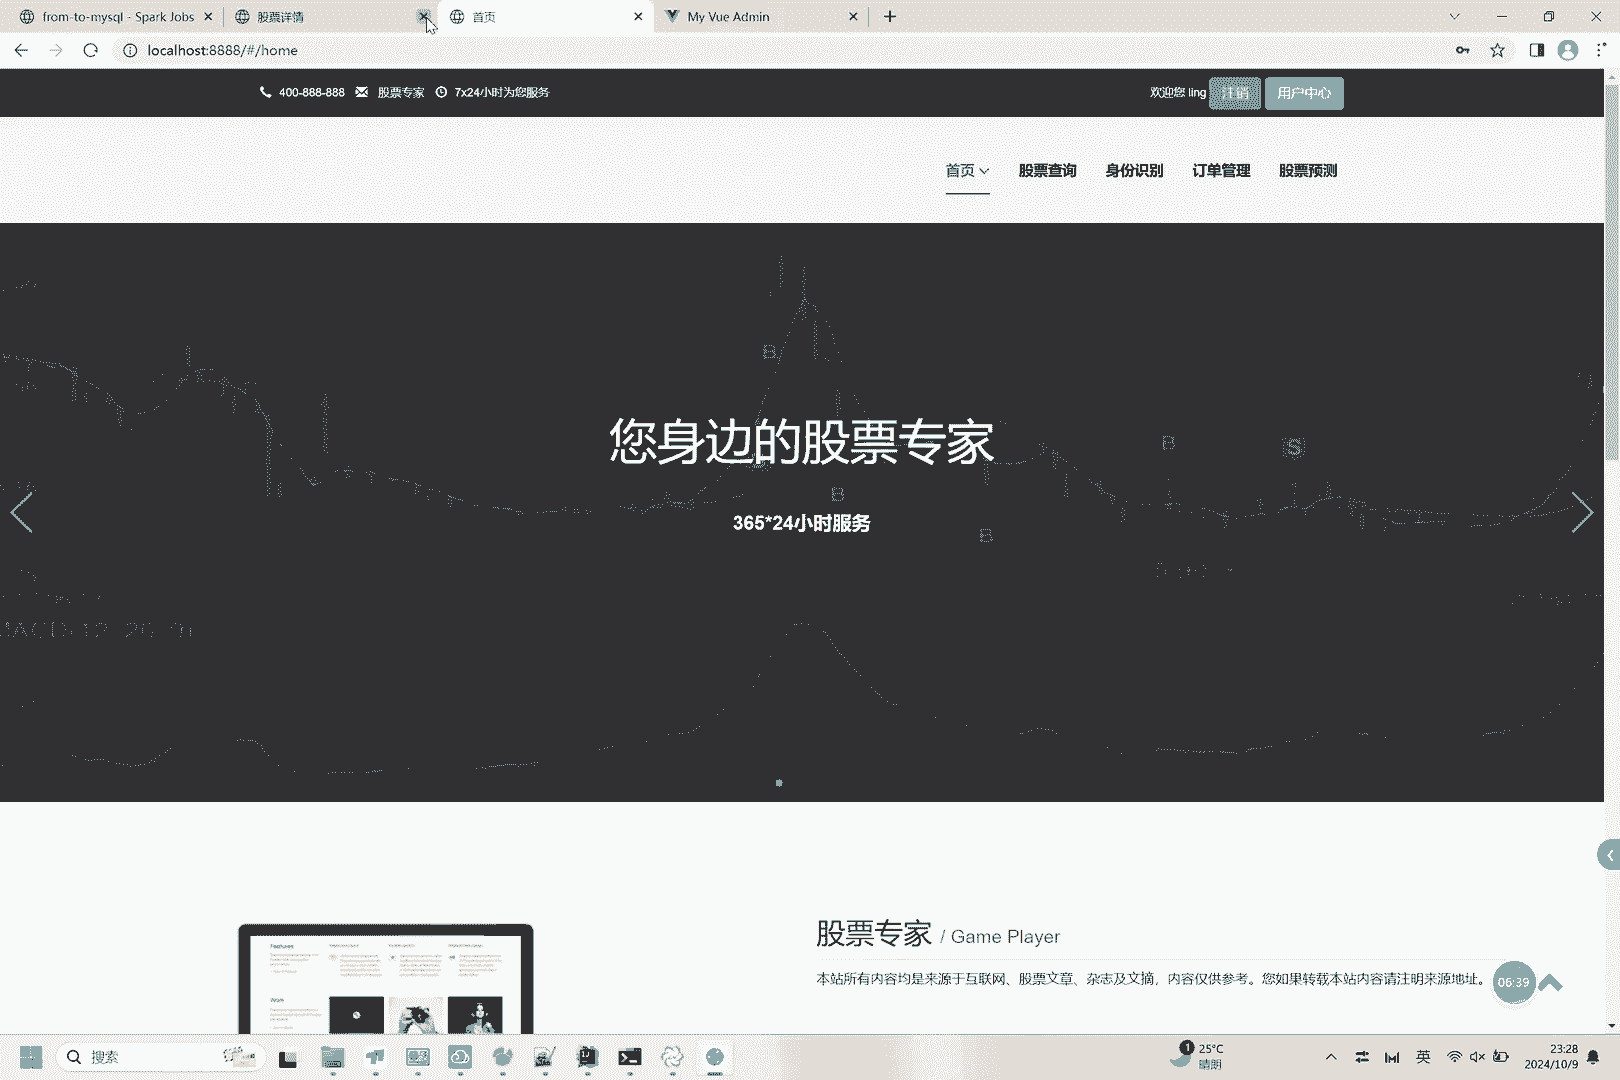 from-to-mysql - Spark Jobs
股票详情
首页
My Vue Admin
localhost:8888/#/home
400-888-888 股票专家 7x24小时为您服务
欢迎您 ling 注销 用户中心
首页 股票查询 身份识别 订单管理 股票预测
B
您身边的股票专家
B
S
B
365*24小时服务
B
股票专家 / Game Player
本站所有内容均是来源于互联网、股票文章、杂志及文摘，内容仅供参考。您如果转载本站内容请注明来源地址。
06:39
Features
Work
搜索
1
25°C
晴朗
英
23:28
2024/10/9